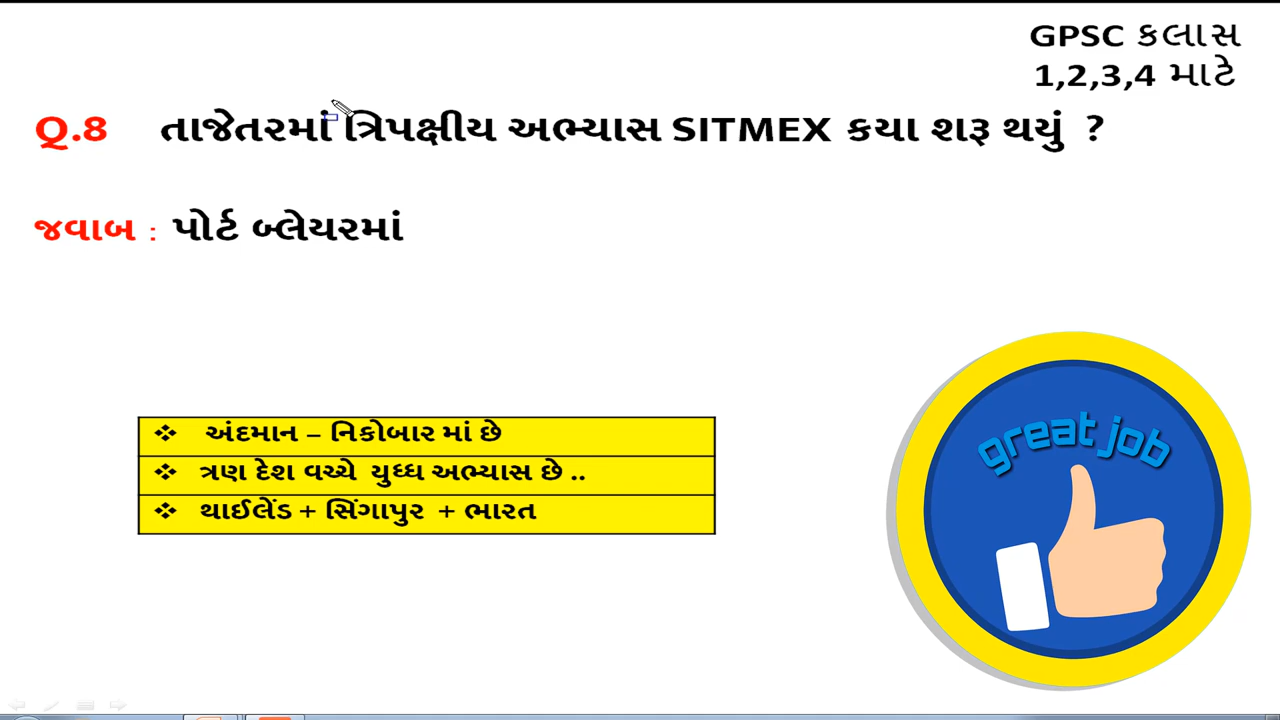 GPSC કલાસ
1,2,3,4 માટે
Q.8 તાજેતરમાં ત્રિપક્ષીય અભ્યાસ SITMEX કયા શરૂ થયું ?
જવાબ : પોર્ટ બ્લેયરમાં
❖ અંદમાન – નિકોબાર માં છે
❖ ત્રણ દેશ વચ્ચે યુધ્ધ અભ્યાસ છે ..
❖ થાઈલેંડ + સિંગાપુર + ભારત
great job